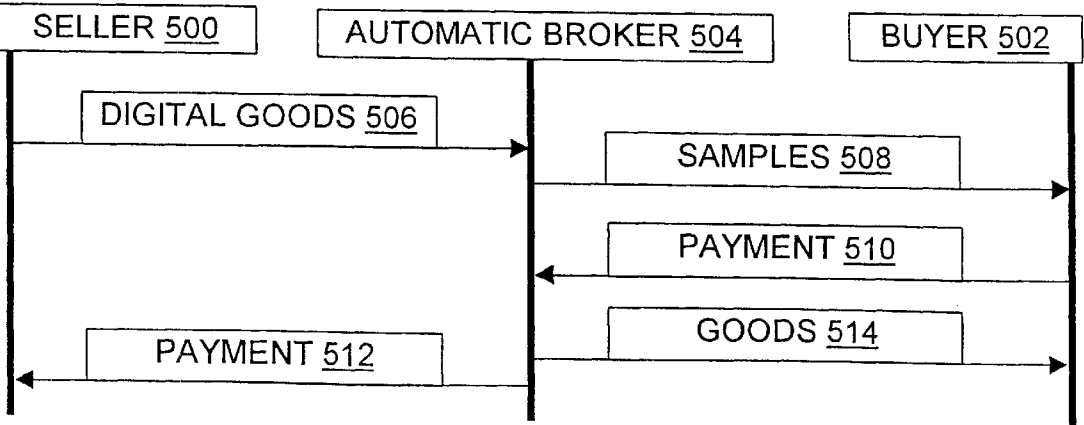 SELLER 500
AUTOMATIC BROKER 504
BUYER 502
DIGITAL GOODS 506
SAMPLES 508
PAYMENT 510
GOODS 514
PAYMENT 512